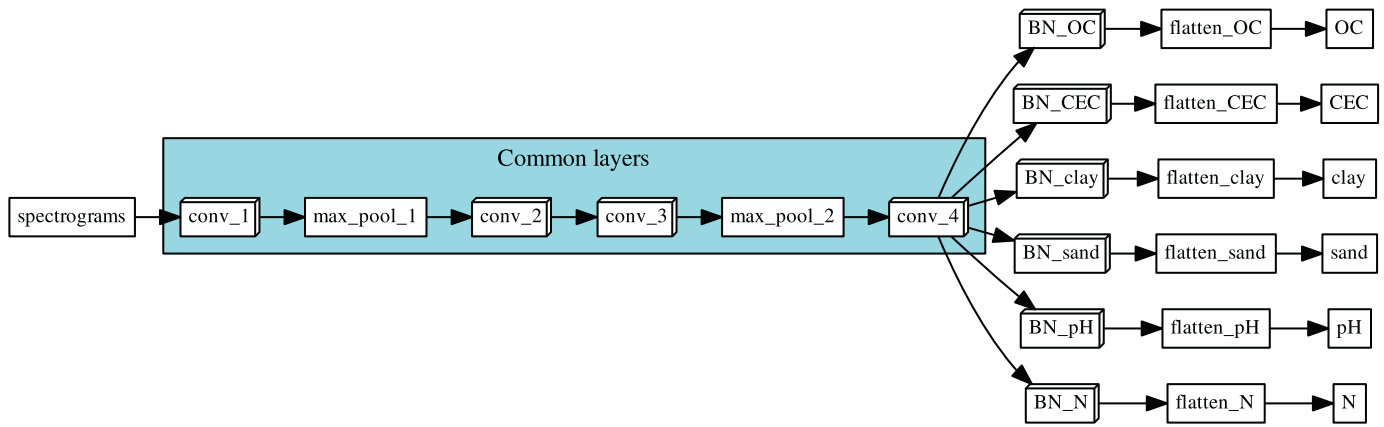 BN_OC
flatten_OC
OC
BN_CEC
flatten_CEC
CEC
Common layers
BN_clay
flatten_clay
clay
spectrograms
conv_1
max_pool_1
conv_2
conv_3
max_pool_2
conv_4
BN_sand
flatten_sand
sand
BN_pH
flatten_pH
pH
BN_N
flatten_N
N